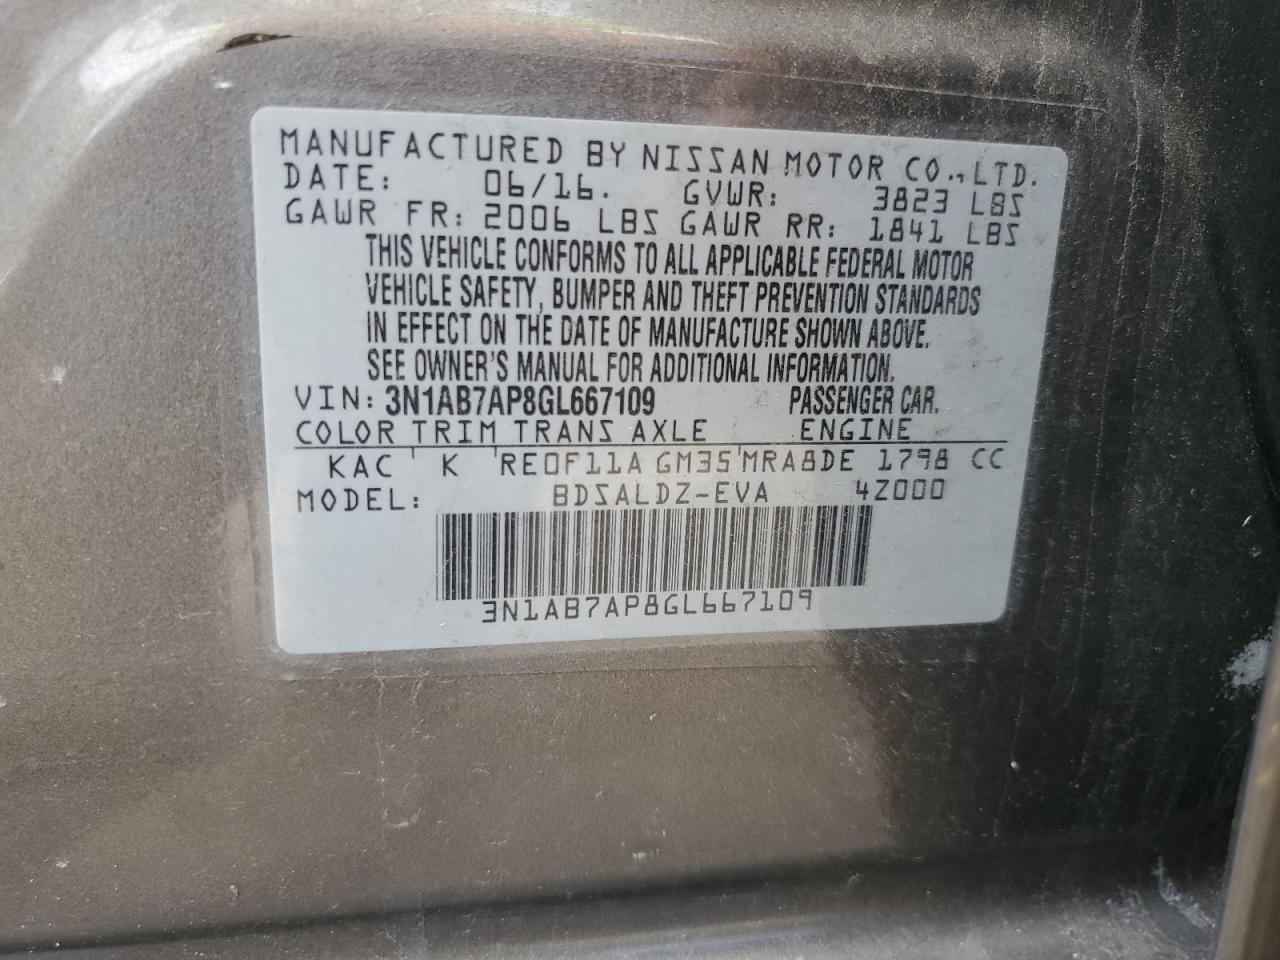 MANUFACTURED BY NISSAN MOTOR CO., LTD.
DATE: 06/16. GVWR: 3823 LBS
GAWR FR: 2006 LBS GAWR RR: 1841 LBS
THIS VEHICLE CONFORMS TO ALL APPLICABLE FEDERAL MOTOR
VEHICLE SAFETY, BUMPER AND THEFT PREVENTION STANDARDS
IN EFFECT ON THE DATE OF MANUFACTURE SHOWN ABOVE.
SEE OWNER'S MANUAL FOR ADDITIONAL INFORMATION.
VIN: 3N1AB7AP8GL667109 PASSENGER CAR.
COLOR TRIM TRANS AXLE ENGINE
KAC ' K ' RE0F11A GM35 ' MRA8DE 1798 CC
MODEL: BDSALDZ-EVA 4Z000
3N1AB7AP8GL667109